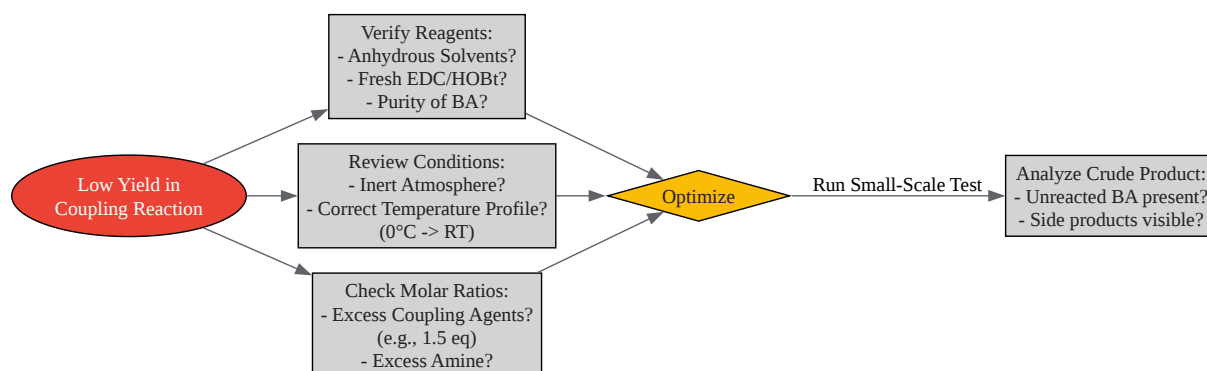 Verify Reagents:
- Anhydrous Solvents?
- Fresh EDC/HOBt?
- Purity of BA?
Low Yield in
Coupling Reaction
Review Conditions:
- Inert Atmosphere?
- Correct Temperature Profile?
(0°C -> RT)
Check Molar Ratios:
- Excess Coupling Agents?
(e.g., 1.5 eq)
- Excess Amine?
Optimize
Run Small-Scale Test
Analyze Crude Product:
- Unreacted BA present?
- Side products visible?